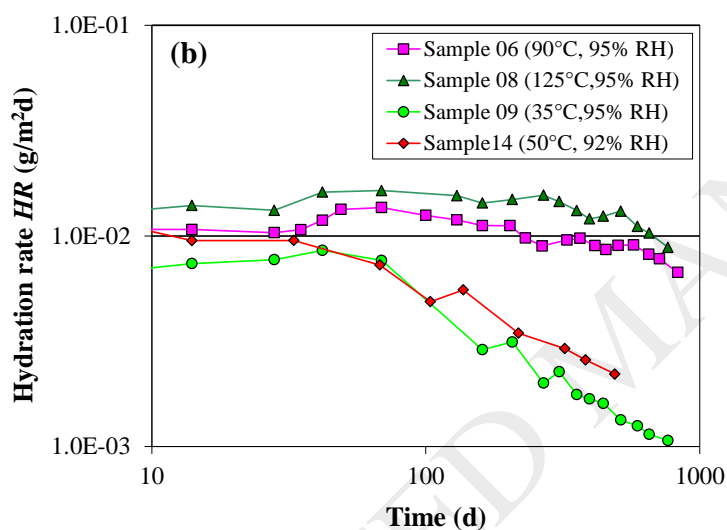 1.0E-01
(b)
Sample 06 (90°C, 95% RH)
Sample 08 (125°C,95% RH)
Sample 09 (35°C,95% RH)
Sample14 (50°C, 92% RH)
Hydration rate HR (g/m²d)
1.0E-02
1.0E-03
10
100
1000
Time (d)